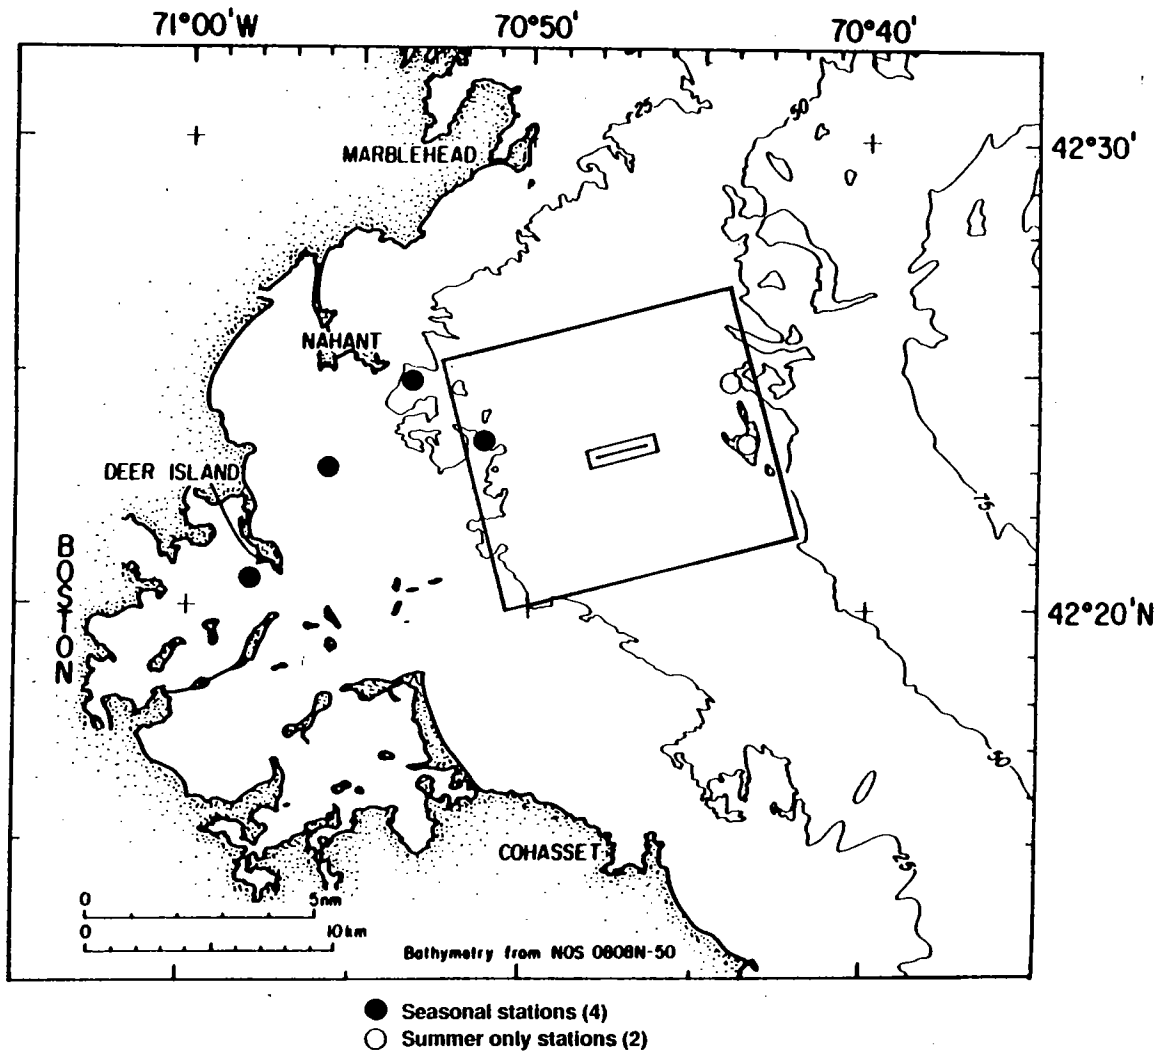 71°00'W 70°50' 70°40'
25
50
MARBLEHEAD
42°30'
NAHANT
DEER ISLAND
75
BOSTON
42°20'N
50
COHASSET
25
0 5nm
0 10km
Bathymetry from NOS 0808N-50
Seasonal stations (4)
Summer only stations (2)